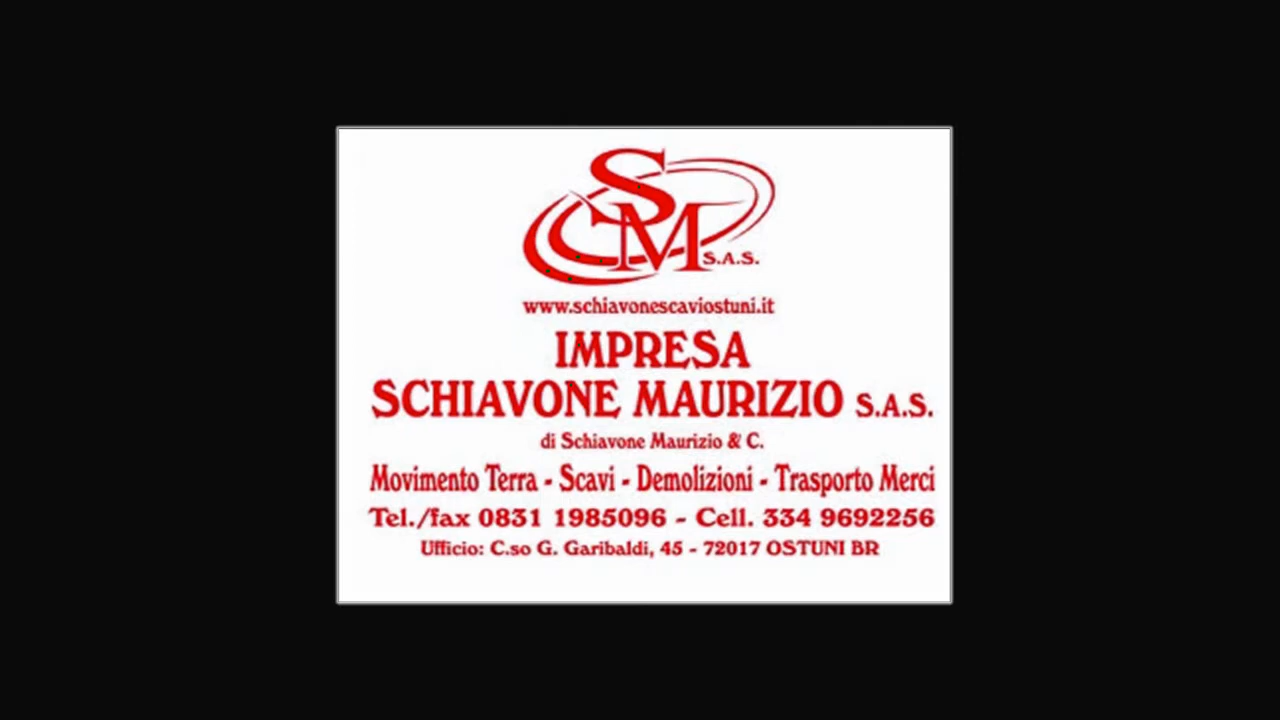 SM
S.A.S.
www.schiavonescaviostuni.it
IMPRESA
SCHIAVONE MAURIZIO S.A.S.
di Schiavone Maurizio & C.
Movimento Terra - Scavi - Demolizioni - Trasporto Merci
Tel./fax 0831 1985096 - Cell. 334 9692256
Ufficio: C.so G. Garibaldi, 45 - 72017 OSTUNI BR